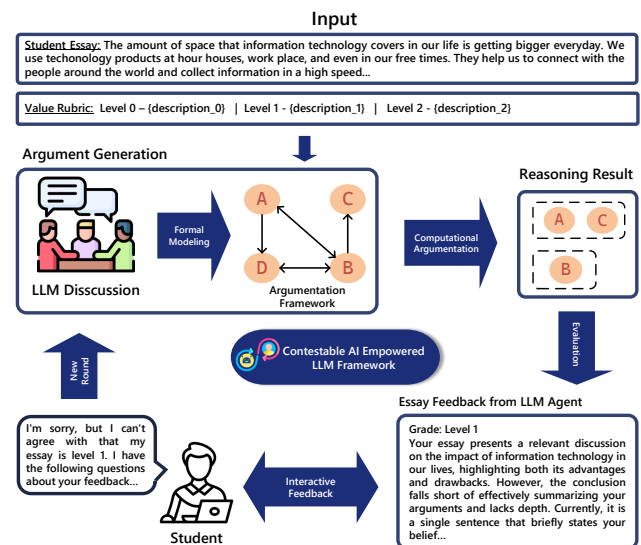 Input
Student Essay: The amount of space that information technology covers in our life is getting bigger everyday. We
use techonology products at hour houses, work place, and even in our free times. They help us to connect with the
people around the world and collect information in a high speed...
Value Rubric: Level 0 – {description_0} | Level 1 - {description_1} | Level 2 - {description_2}
Argument Generation
Reasoning Result
LLM Disscussion
Formal
Modeling
A
C
D
B
Argumentation
Framework
Computational
Argumentation
A
C
B
Evaluation
New
Round
Contestable AI Empowered
LLM Framework
Essay Feedback from LLM Agent
I'm sorry, but I can't
agree with that my
essay is level 1. I have
the following questions
about your feedback...
Student
Interactive
Feedback
Grade: Level 1
Your essay presents a relevant discussion
on the impact of information technology in
our lives, highlighting both its advantages
and drawbacks. However, the conclusion
falls short of effectively summarizing your
arguments and lacks depth. Currently, it is
a single sentence that briefly states your
belief...